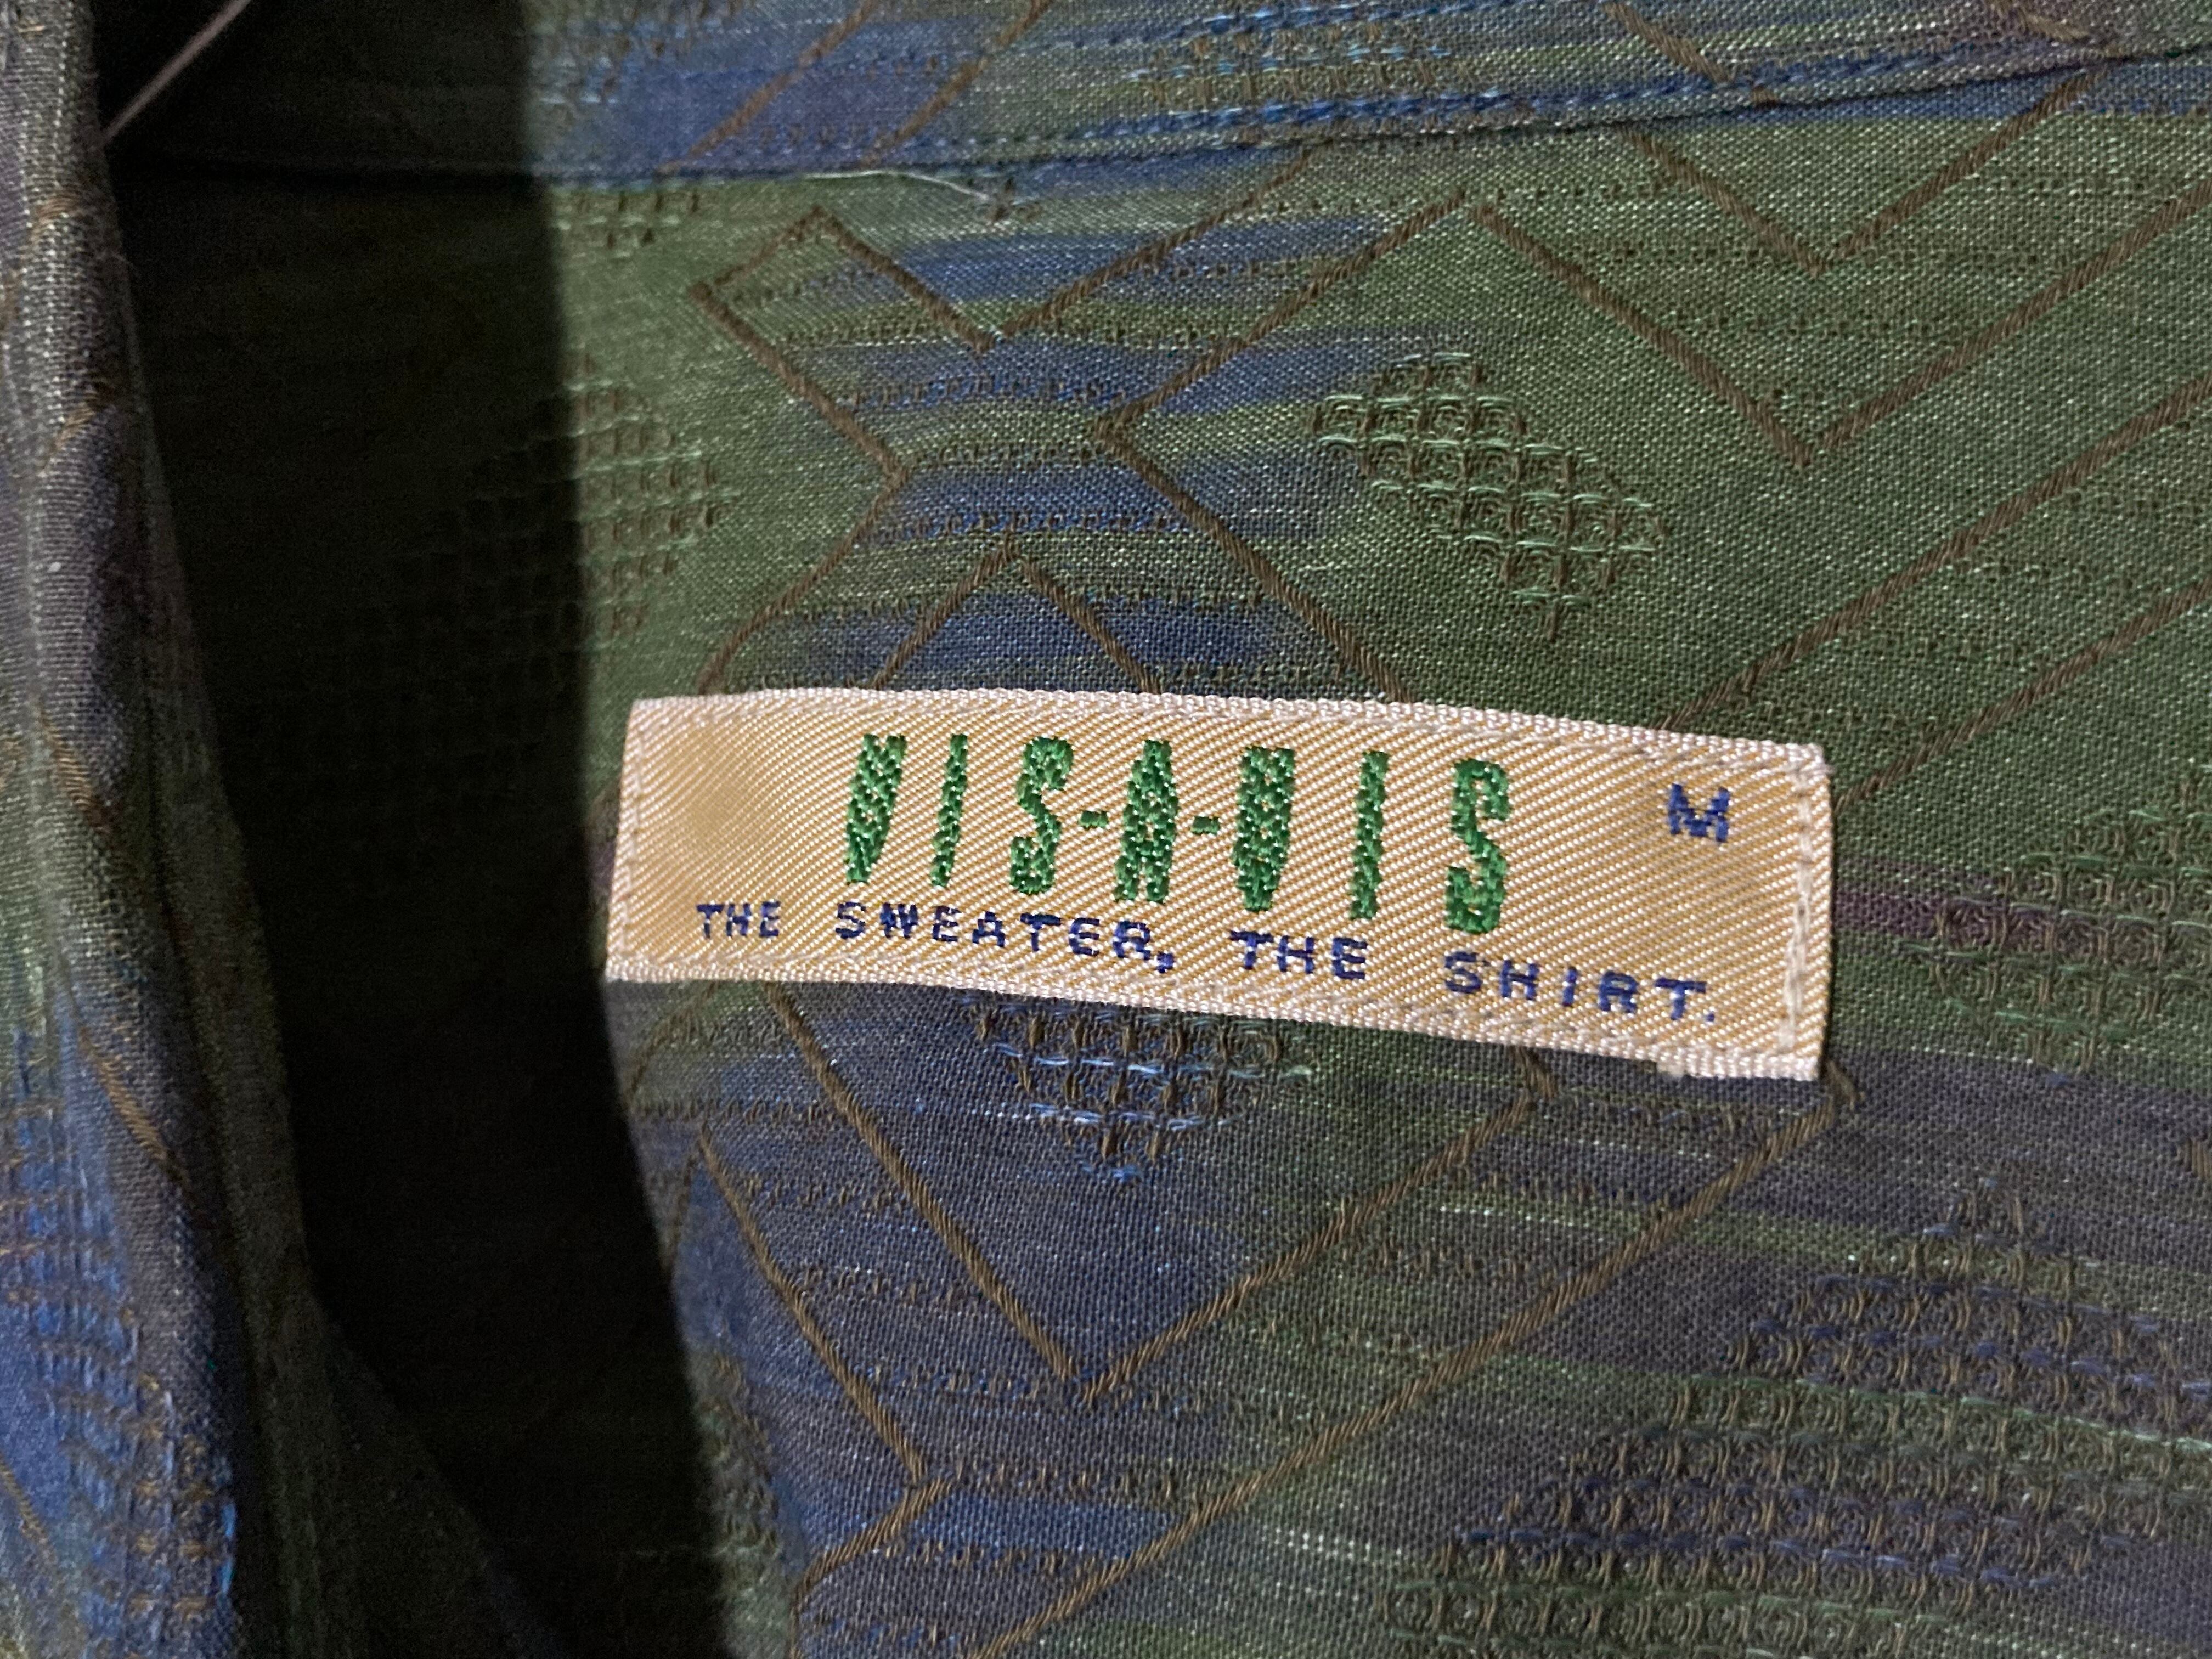 VIS-A-VIS
M
THE SWEATER, THE SHIRT.